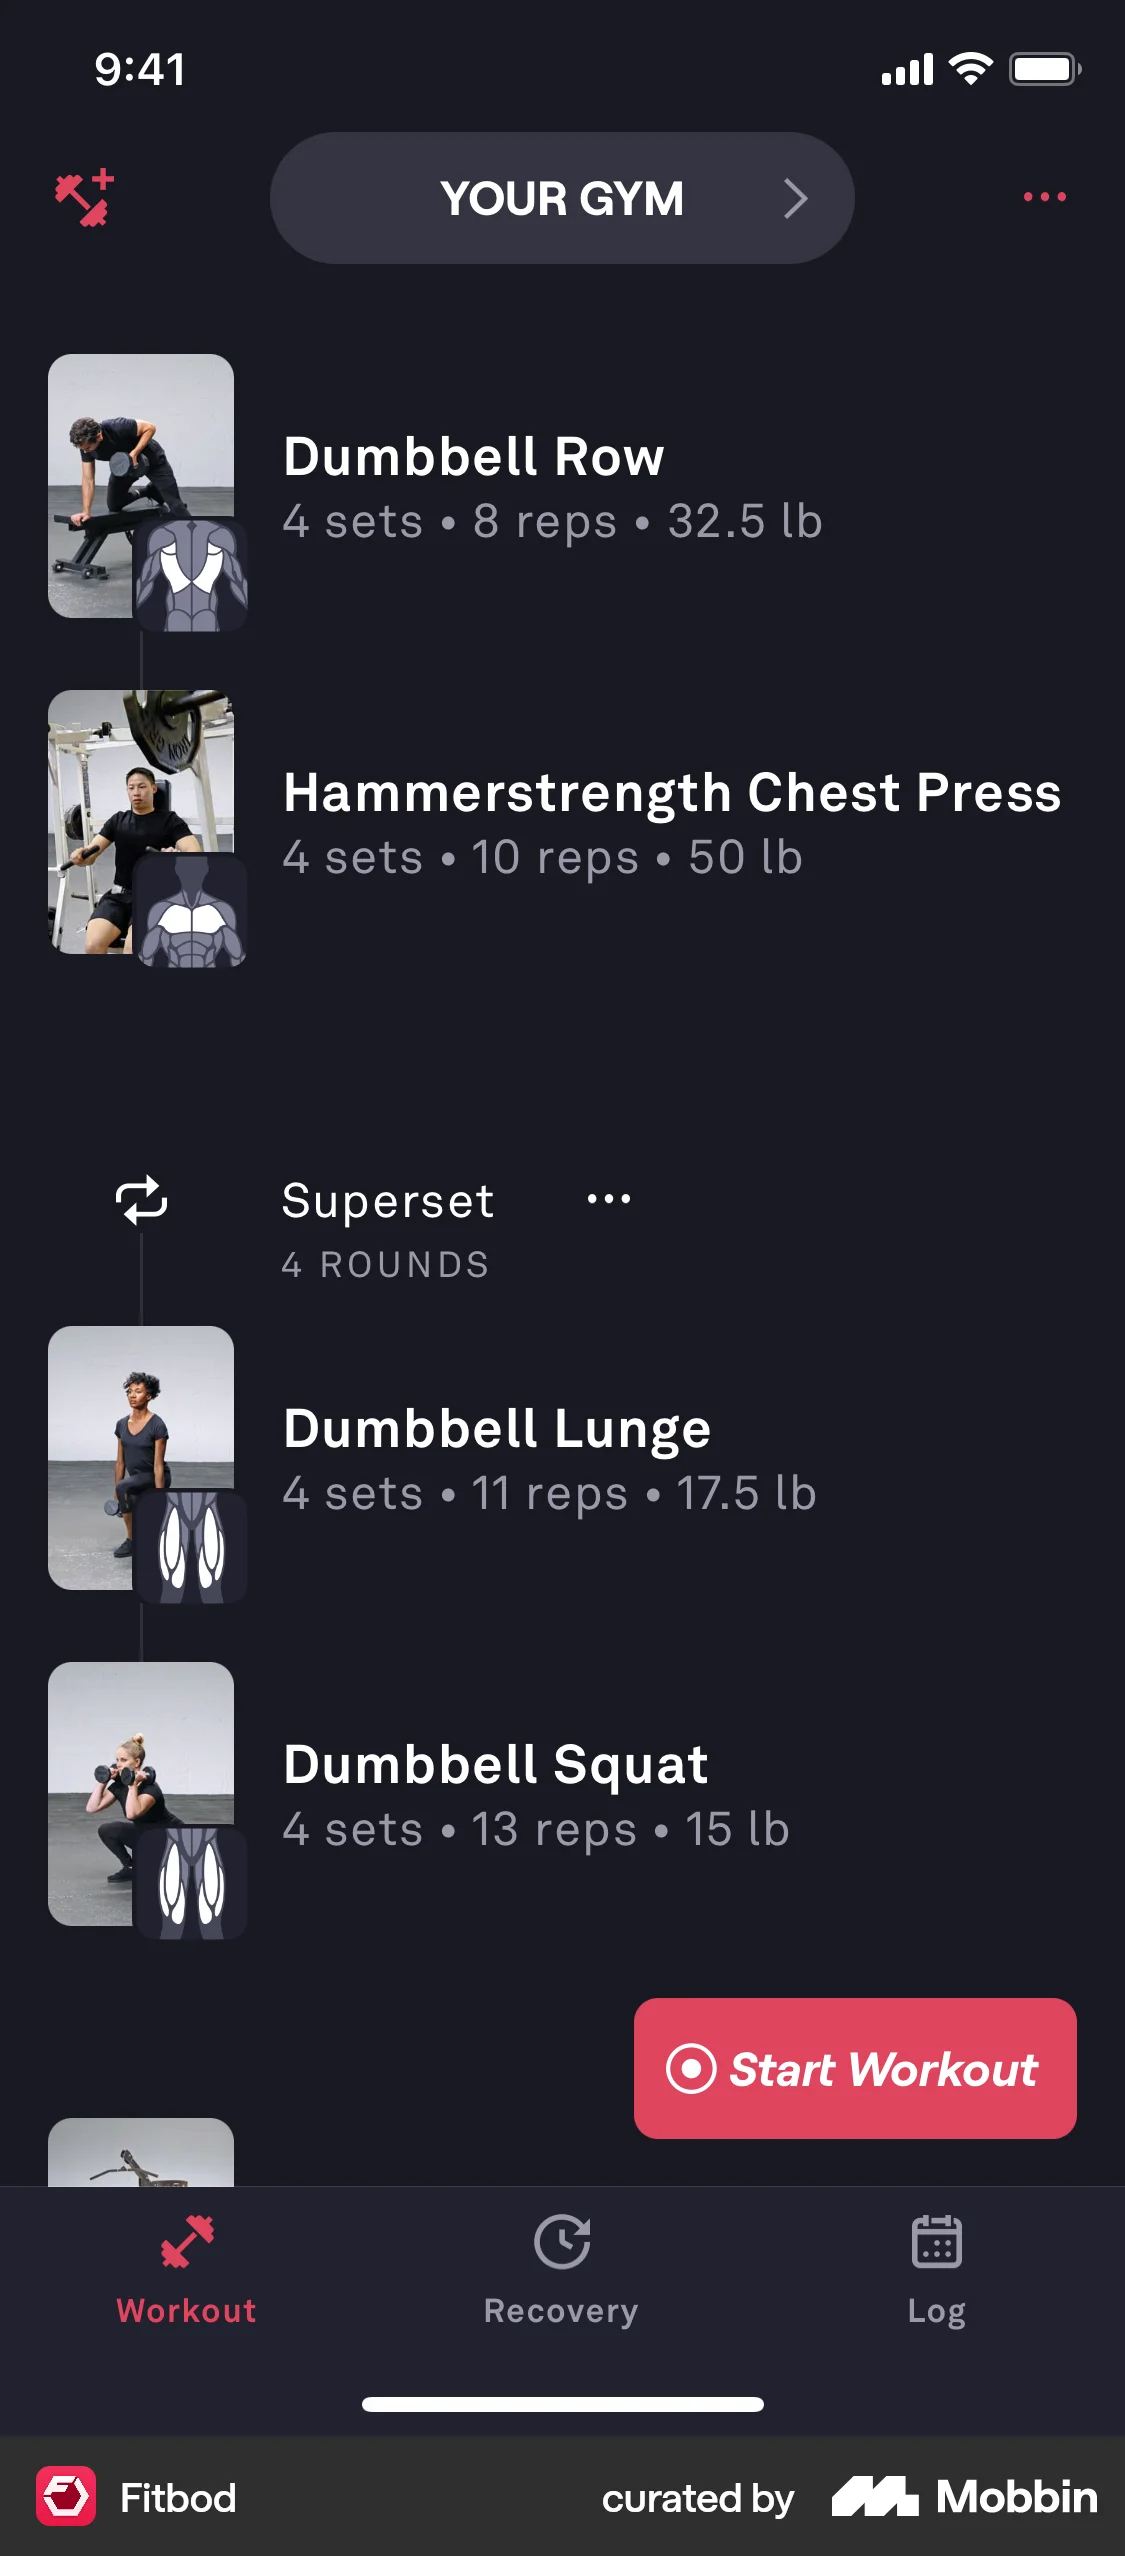 9:41
YOUR GYM
Dumbbell Row
4 sets • 8 reps • 32.5 lb
Hammerstrength Chest Press
4 sets • 10 reps • 50 lb
Superset
4 ROUNDS
Dumbbell Lunge
4 sets • 11 reps • 17.5 lb
Dumbbell Squat
4 sets • 13 reps • 15 lb
Start Workout
Workout
Recovery
Log
Fitbod
curated by Mobbin